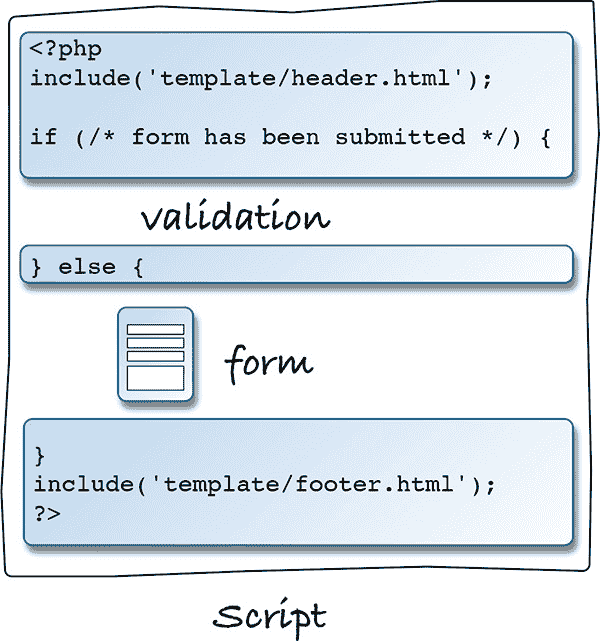 <?php
include('template/header.html');
if (/* form has been submitted */) {
validation
} else {
form
}
include('template/footer.html');
?>
Script